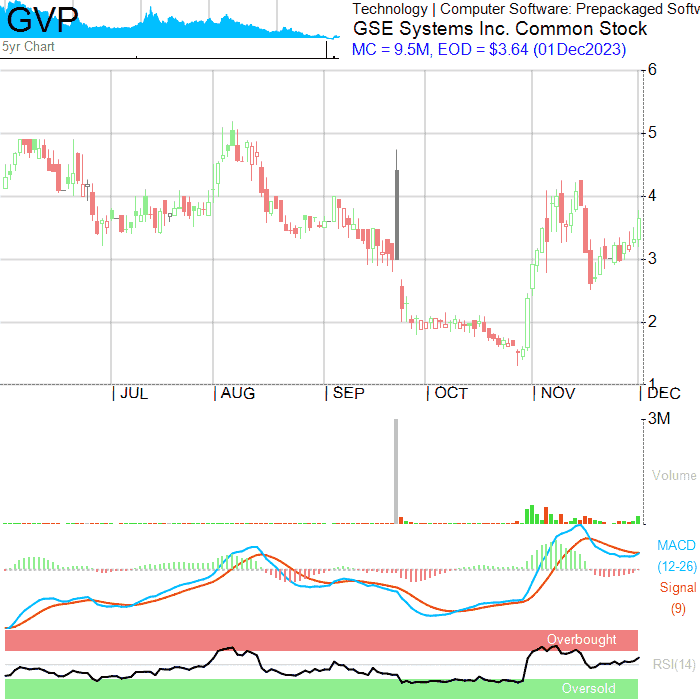 GVP
5yr Chart
Technology | Computer Software: Prepackaged Softw
GSE Systems Inc. Common Stock
MC = 9.5M, EOD = $3.64 (01Dec2023)
6
5
4
3
2
1
JUL AUG SEP OCT NOV DEC
3M
Volume
MACD
(12-26)
Signal
(9)
Overbought
RSI(14)
Oversold